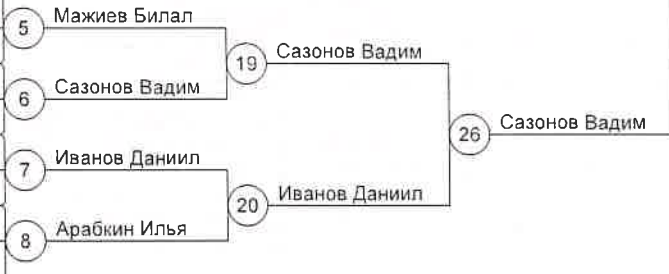 5 Мажиев Билал
19 Сазонов Вадим
6 Сазонов Вадим
26 Сазонов Вадим
7 Иванов Даниил
20 Иванов Даниил
8 Арабкин Илья